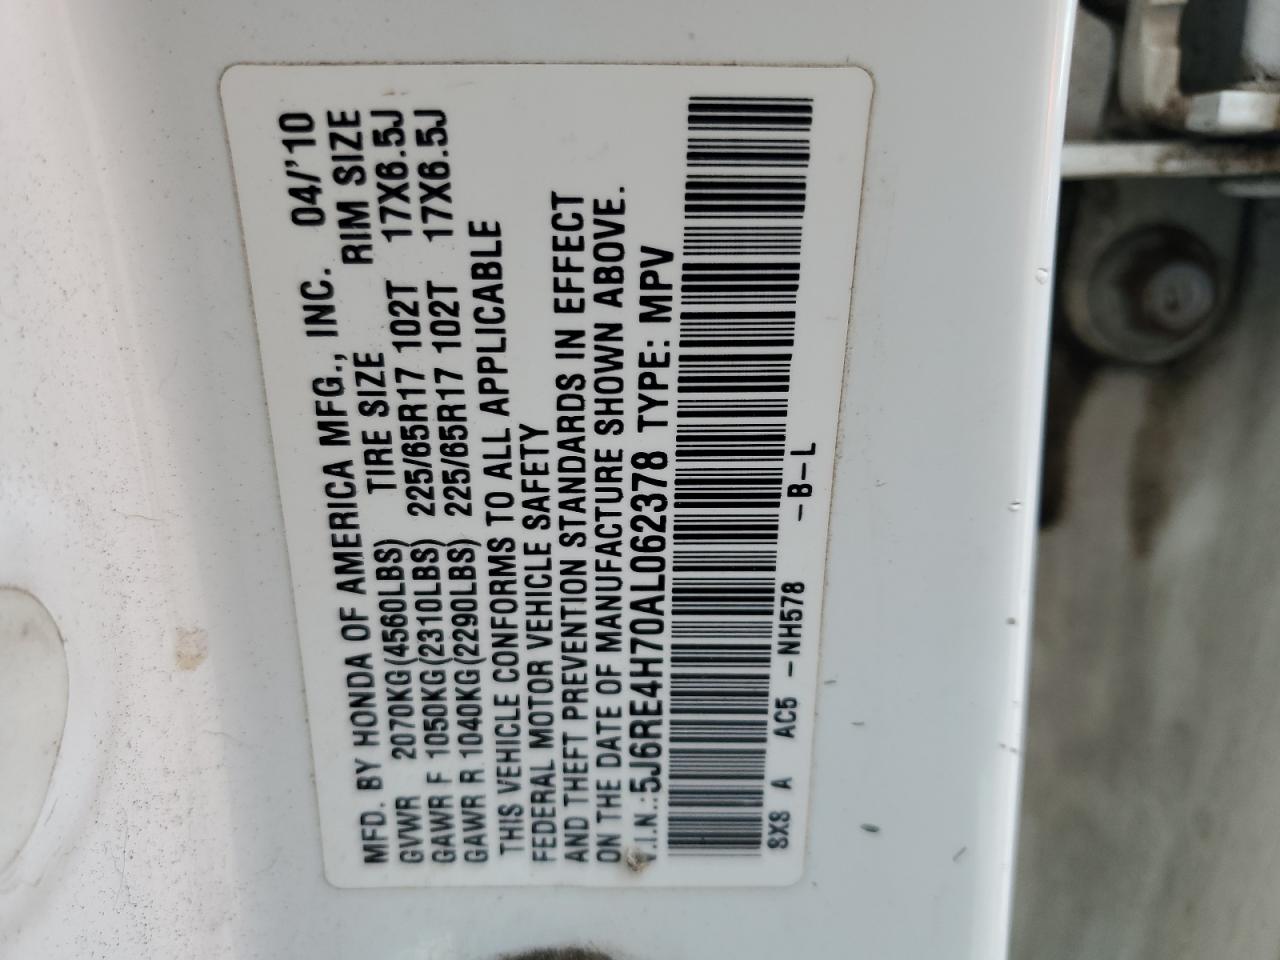 MFD. BY HONDA OF AMERICA MFG., INC. 04/'10
TIRE SIZE RIM SIZE
GVWR 2070KG(4560LBS)
GAWR F 1050KG(2310LBS) 225/65R17 102T 17X6.5J
GAWR R 1040KG(2290LBS) 225/65R17 102T 17X6.5J
THIS VEHICLE CONFORMS TO ALL APPLICABLE
FEDERAL MOTOR VEHICLE SAFETY
AND THEFT PREVENTION STANDARDS IN EFFECT
ON THE DATE OF MANUFACTURE SHOWN ABOVE.
V.I.N.:5J6RE4H70AL062378 TYPE: MPV
SXS A AC5 -NH578 -B-L